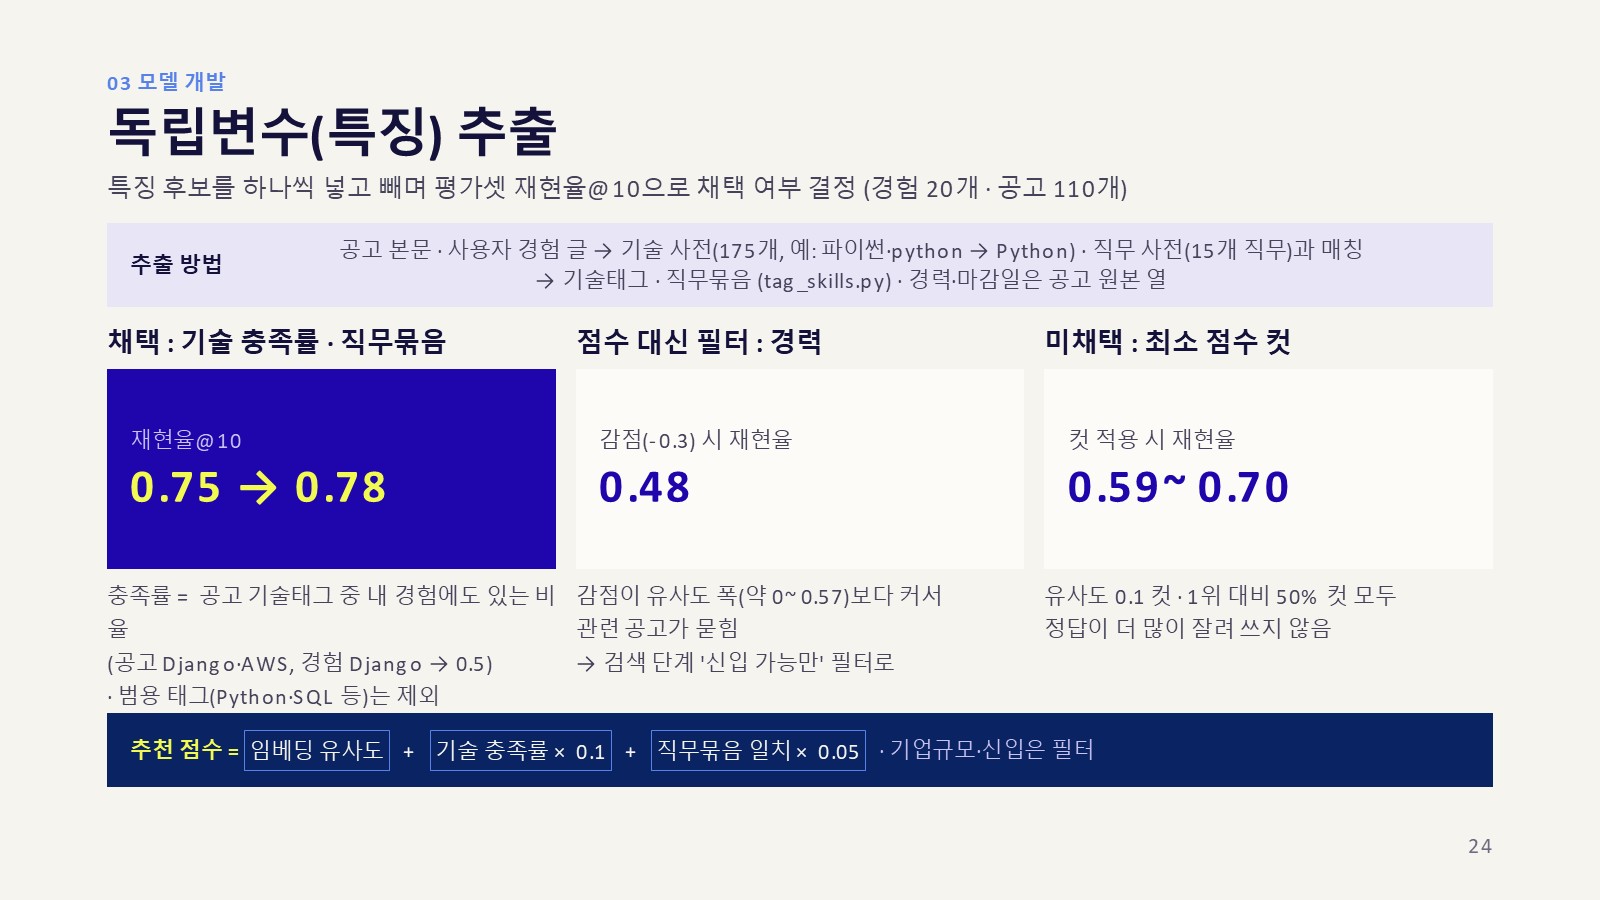 03 모델 개발
독립변수(특징) 추출
특징 후보를 하나씩 넣고 빼며 평가셋 재현율@10으로 채택 여부 결정 (경험 20개 · 공고 110개)
추출 방법
공고 본문 · 사용자 경험 글 → 기술 사전(175개, 예: 파이썬·python → Python) · 직무 사전(15개 직무)과 매칭
→ 기술태그 · 직무묶음 (tag_skills.py) · 경력·마감일은 공고 원본 열
채택 : 기술 충족률 · 직무묶음
재현율@10
0.75 → 0.78
충족률 = 공고 기술태그 중 내 경험에도 있는 비
율
(공고 Django·AWS, 경험 Django → 0.5)
· 범용 태그(Python·SQL 등)는 제외
점수 대신 필터 : 경력
감점(-0.3) 시 재현율
0.48
감점이 유사도 폭(약 0~0.57)보다 커서
관련 공고가 묻힘
→ 검색 단계 '신입 가능만' 필터로
미채택 : 최소 점수 컷
컷 적용 시 재현율
0.59~0.70
유사도 0.1 컷 · 1위 대비 50% 컷 모두
정답이 더 많이 잘려 쓰지 않음
추천 점수 = 임베딩 유사도 + 기술 충족률 × 0.1 + 직무묶음 일치 × 0.05 · 기업규모·신입은 필터
24